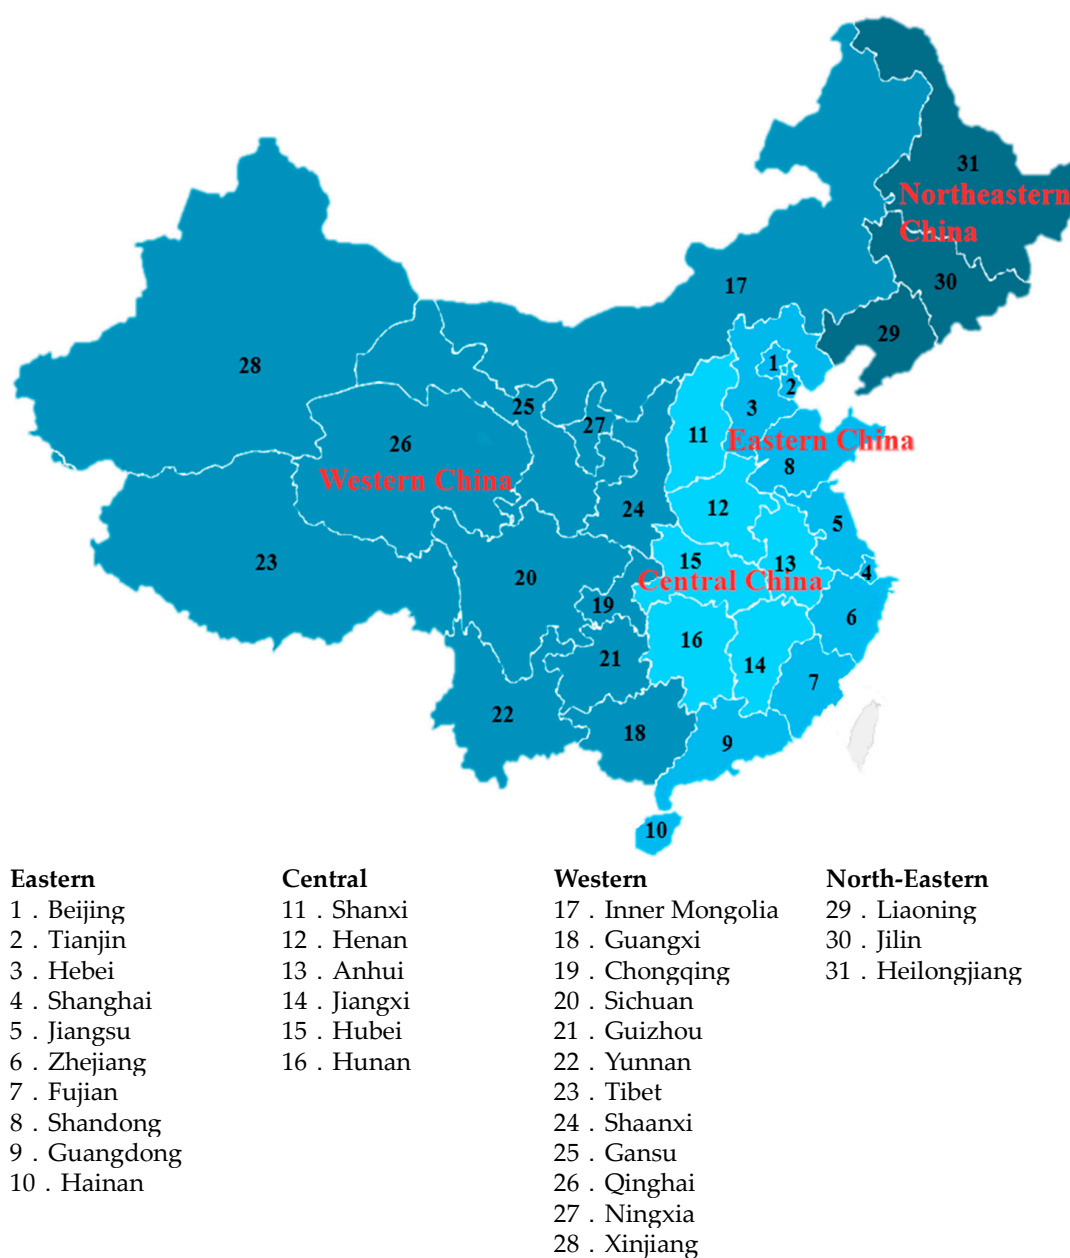 31
Northeastern
China
30
17
29
28
1
2
25
3
27
26
11
Eastern China
Western China
8
24
12
5
23
15
13
4
20
Central China
19
6
16
21
14
7
22
18
9
10
Eastern
1 . Beijing
2 . Tianjin
3 . Hebei
4 . Shanghai
5 . Jiangsu
6 . Zhejiang
7 . Fujian
8 . Shandong
9 . Guangdong
10 . Hainan
Central
11 . Shanxi
12 . Henan
13 . Anhui
14 . Jiangxi
15 . Hubei
16 . Hunan
Western
17 . Inner Mongolia
18 . Guangxi
19 . Chongqing
20 . Sichuan
21 . Guizhou
22 . Yunnan
23 . Tibet
24 . Shaanxi
25 . Gansu
26 . Qinghai
27 . Ningxia
28 . Xinjiang
North-Eastern
29 . Liaoning
30 . Jilin
31 . Heilongjiang